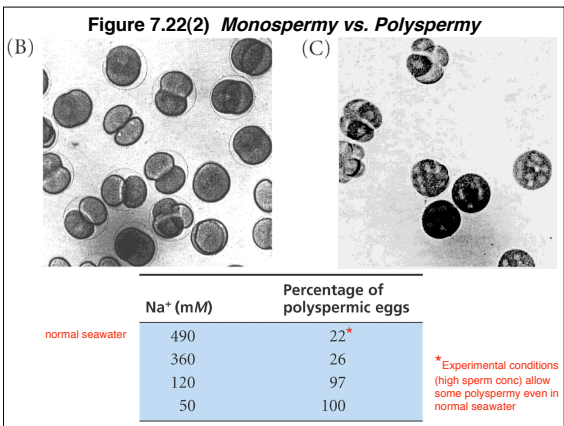 Figure 7.22(2) Monospermy vs. Polyspermy
(B)
(C)
Na⁺ (mM)
Percentage of
polyspermic eggs
normal seawater
490 22*
360 26
120 97
50 100
*Experimental conditions
(high sperm conc) allow
some polyspermy even in
normal seawater